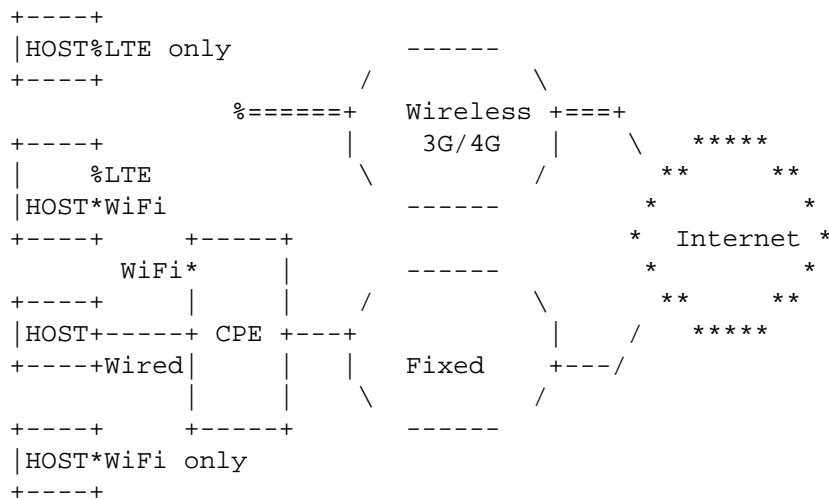 HOST%LTE only
Wireless
3G/4G
%LTE
HOST*WiFi
Internet
WiFi*
HOST
CPE
Wired
Fixed
HOST*WiFi only